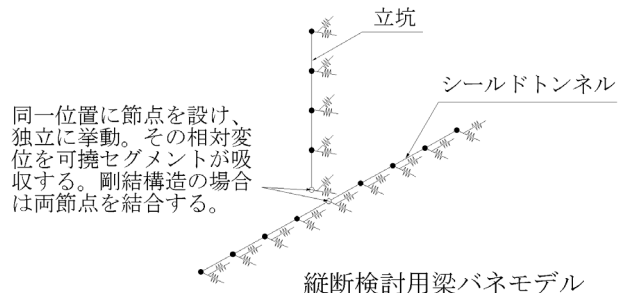 立坑
シールドトンネル
同一位置に節点を設け、
独立に挙動。その相対変
位を可撓セグメントが吸
収する。剛結構造の場合
は両節点を結合する。
縦断検討用梁バネモデル